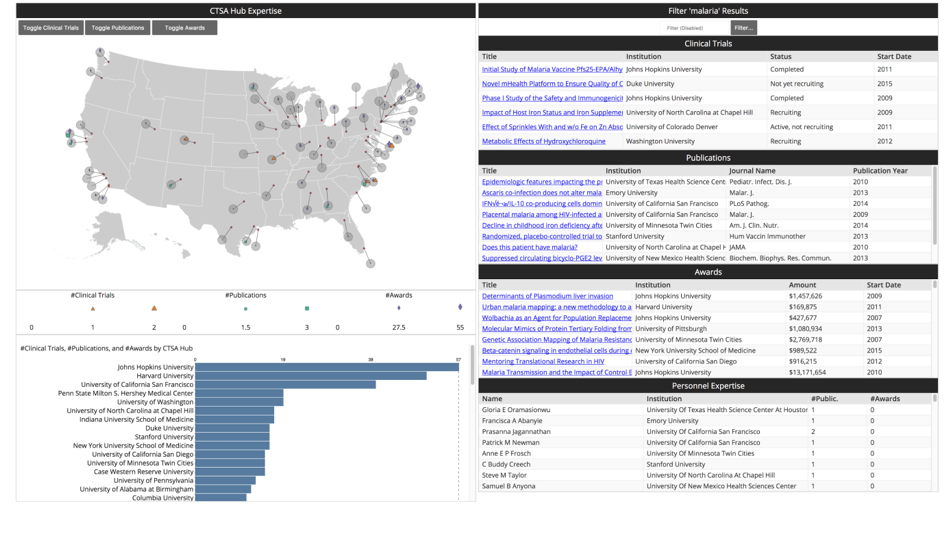 CTSA Hub Expertise
Toggle Clinical Trials Toggle Publications Toggle Awards
#Clinical Trials #Publications #Awards
0 1 2 0 1.5 3 0 27.5 55
#Clinical Trials, #Publications, and #Awards by CTSA Hub
0 19 38 57
Johns Hopkins University
Harvard University
University of California San Francisco
Penn State Milton S. Hershey Medical Center
University of Washington
University of North Carolina at Chapel Hill
Indiana University School of Medicine
Duke University
Stanford University
New York University School of Medicine
University of California San Diego
University of Minnesota Twin Cities
Case Western Reserve University
University of Pennsylvania
University of Alabama at Birmingham
Columbia University
Filter 'malaria' Results
Filter (Disabled) Filter...
Clinical Trials
Title Institution Status Start Date
Initial Study of Malaria Vaccine Pfs25-EPA/Alhy Johns Hopkins University Completed 2011
Novel mHealth Platform to Ensure Quality of C Duke University Not yet recruiting 2015
Phase I Study of the Safety and Immunogenicit Johns Hopkins University Completed 2009
Impact of Host Iron Status and Iron Supplemen University of North Carolina at Chapel Hill Recruiting 2009
Effect of Sprinkles With and w/o Fe on Zn Abso University of Colorado Denver Active, not recruiting 2011
Metabolic Effects of Hydroxychloroquine Washington University Recruiting 2012
Publications
Title Institution Journal Name Publication Year
Epidemiologic features impacting the p University of Texas Health Science Cent Pediatr. Infect. Dis. J. 2010
Ascaris co-infection does not alter mala Emory University Malar. J. 2013
co-producing cells domin University of California San Francisco PLoS Pathog. 2014
Placental malaria among HIV-infected a University of California San Francisco Malar. J. 2009
Decline in childhood iron deficiency afte University of Minnesota Twin Cities Am. J. Clin. Nutr. 2014
Randomized, placebo-controlled trial to Stanford University Hum Vaccin Immunother 2013
Does this patient have malaria? University of North Carolina at Chapel H JAMA 2010
Suppressed circulating bicyclo-PGE2 lev University of New Mexico Health Scienc Biochem. Biophys. Res. Commun. 2013
Awards
Title Institution Amount Start Date
Determinants of Plasmodium liver invasion Johns Hopkins University $1,457,626 2009
Urban malaria mapping: a new methodology to a Harvard University $169,875 2011
Wolbachia as an Agent for Population Replaceme Johns Hopkins University $427,677 2007
Molecular Mimics of Protein Tertiary Folding from University of Pittsburgh $1,080,934 2013
Genetic Association Mapping of Malaria Resistanc University of Minnesota Twin Cities $2,769,718 2007
Beta-catenin signaling in endothelial cells during c New York University School of Medicine $989,522 2015
Mentoring Translational Research in HIV University of California San Diego $916,215 2012
Malaria Transmission and the Impact of Control E Johns Hopkins University $13,171,654 2010
Personnel Expertise
Name Institution #Public. #Awards
Gloria E Oramasionwu University Of Texas Health Science Center At Houstor 1 0
Francisca A Abanyie Emory University 1 0
Prasanna Jagannathan University Of California San Francisco 2 0
Patrick M Newman University Of California San Francisco 1 0
Anne E P Frosch University Of Minnesota Twin Cities 1 0
C Buddy Creech Stanford University 1 0
Steve M Taylor University Of North Carolina At Chapel Hill 1 0
Samuel B Anyona University Of New Mexico Health Sciences Center 1 0